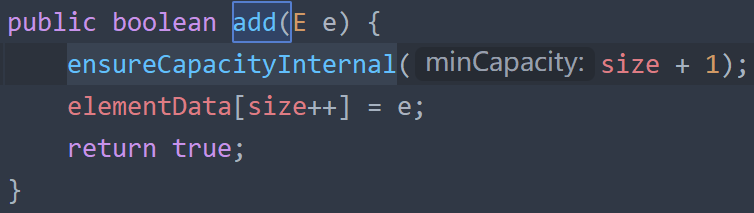 public boolean add(E e) {
ensureCapacityInternal( minCapacity: size + 1);
elementData[size++] = e;
return true;
}